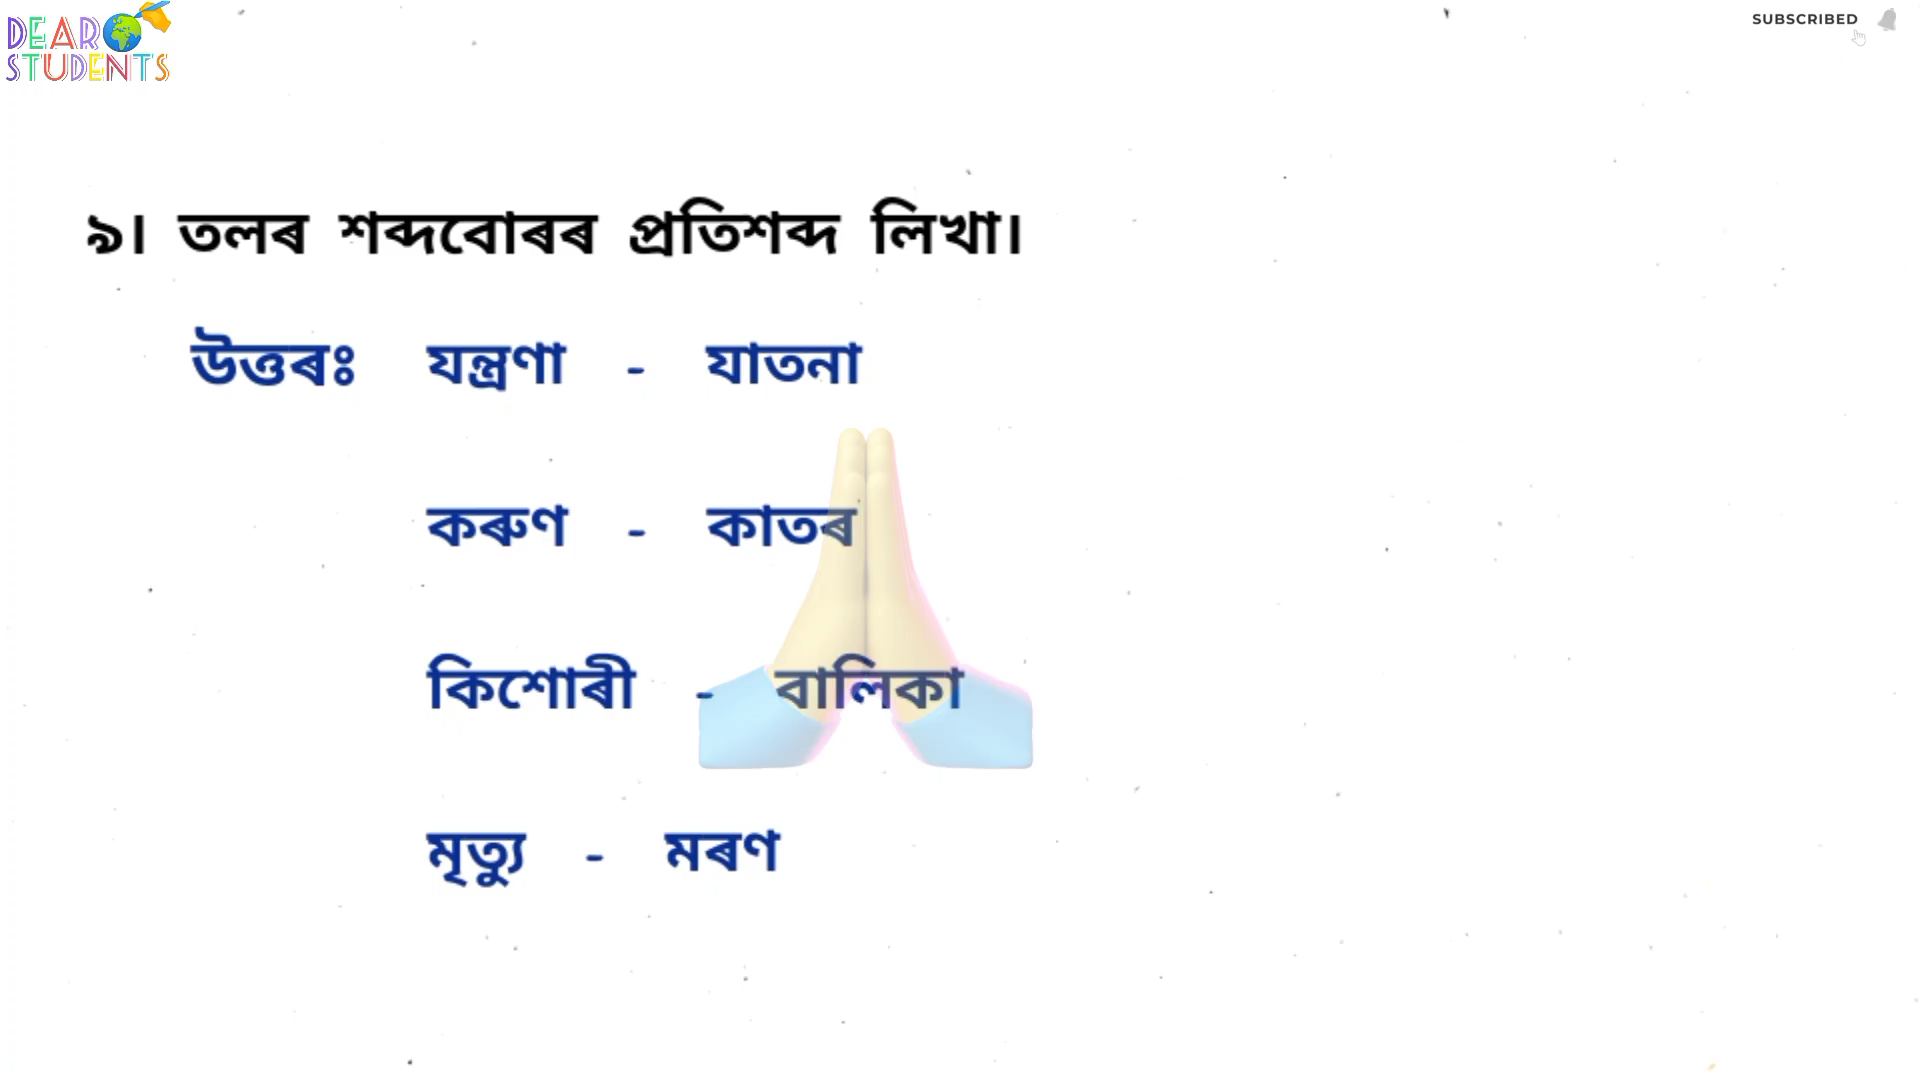 DEAR
STUDENTS
SUBSCRIBED
৯। তলৰ শব্দবোৰৰ প্ৰতিশব্দ লিখা।
উত্তৰঃ যন্ত্ৰণা - যাতনা
কৰুণ - কাতৰ
কিশোৰী - বালিকা
মৃত্যু - মৰণ